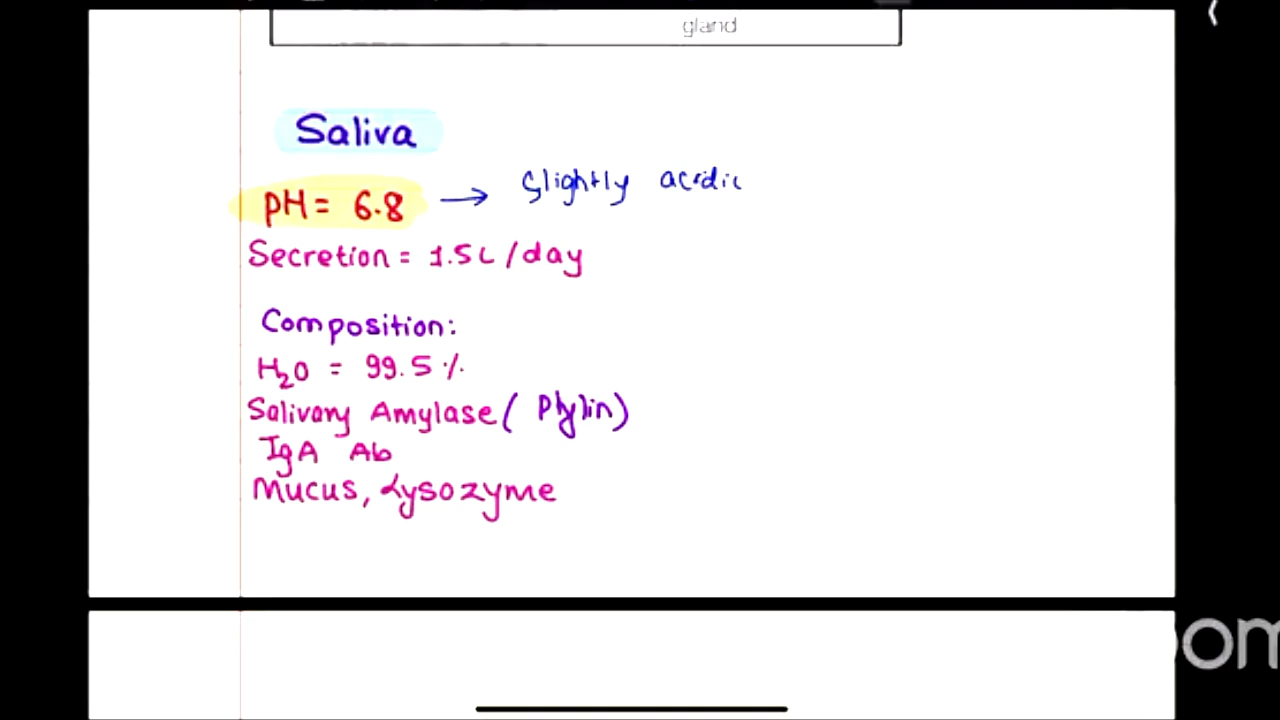 gland
Saliva
pH = 6.8 → Slightly acidic
Secretion = 1.5L/day
Composition:
H₂O = 99.5 %
Salivary Amylase ( Ptylin)
IgA Ab
Mucus, Lysozyme
om